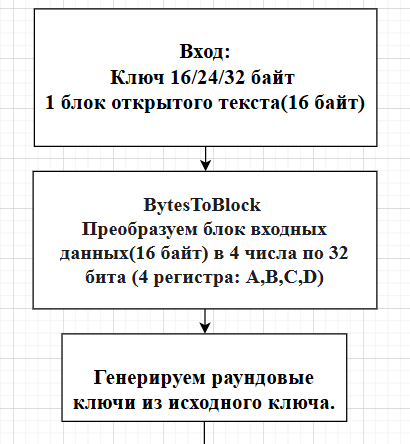 Вход:
Ключ 16/24/32 байт
1 блок открытого текста(16 байт)
BytesToBlock
Преобразуем блок входных
данных(16 байт) в 4 числа по 32
бита (4 регистра: A,B,C,D)
Генерируем раундовые
ключи из исходного ключа.